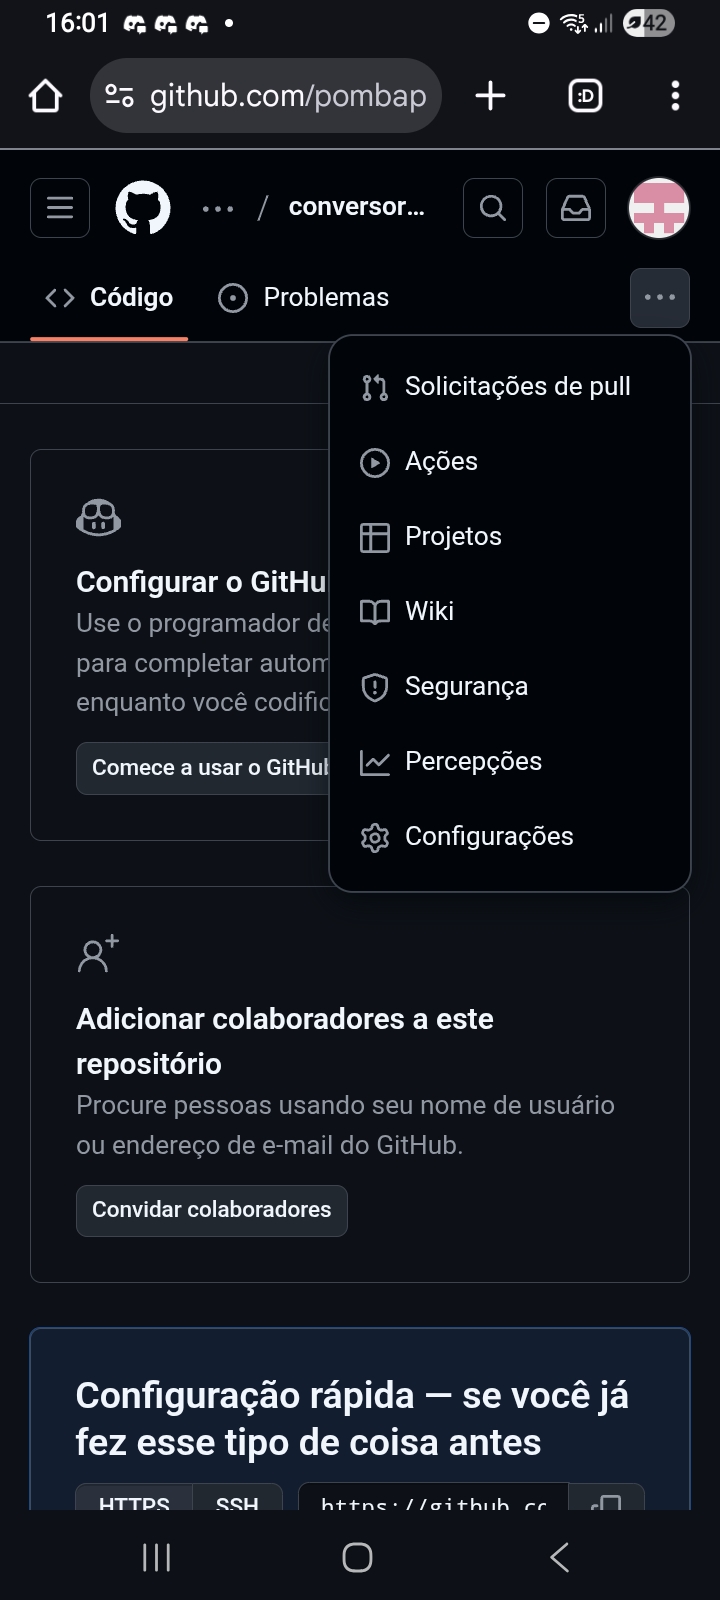 16:01
42
github.com/pombap
:D
... / conversor...
Código
Problemas
Solicitações de pull
Ações
Projetos
Wiki
Segurança
Percepções
Configurações
Configurar o GitHu
Use o programador de
para completar autom
enquanto você codific
Comece a usar o GitHub
Adicionar colaboradores a este
repositório
Procure pessoas usando seu nome de usuário
ou endereço de e-mail do GitHub.
Convidar colaboradores
Configuração rápida — se você já
fez esse tipo de coisa antes
HTTPS
SSH
https://github.co